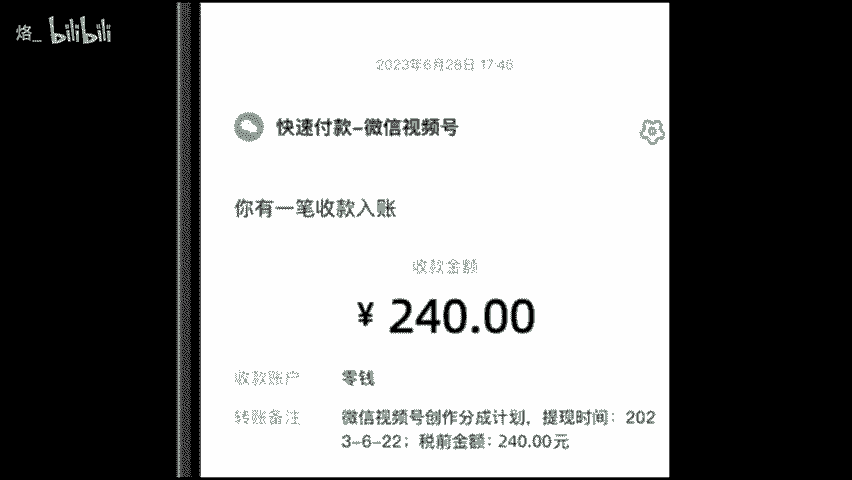 烙_ bilibili
2023年6月28日 17:46
快速付款-微信视频号
你有一笔收款入账
收款金额
¥ 240.00
收款账户 零钱
转账备注 微信视频号创作分成计划，提现时间：202
3-6-22；税前金额：240.00元